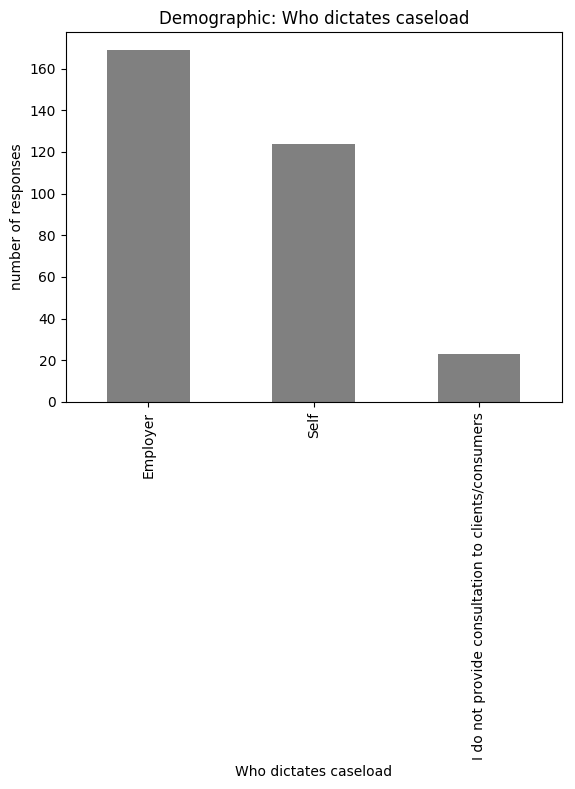 Demographic: Who dictates caseload
number of responses
160
140
120
100
80
60
40
20
0
Employer
Self
I do not provide consultation to clients/consumers
Who dictates caseload